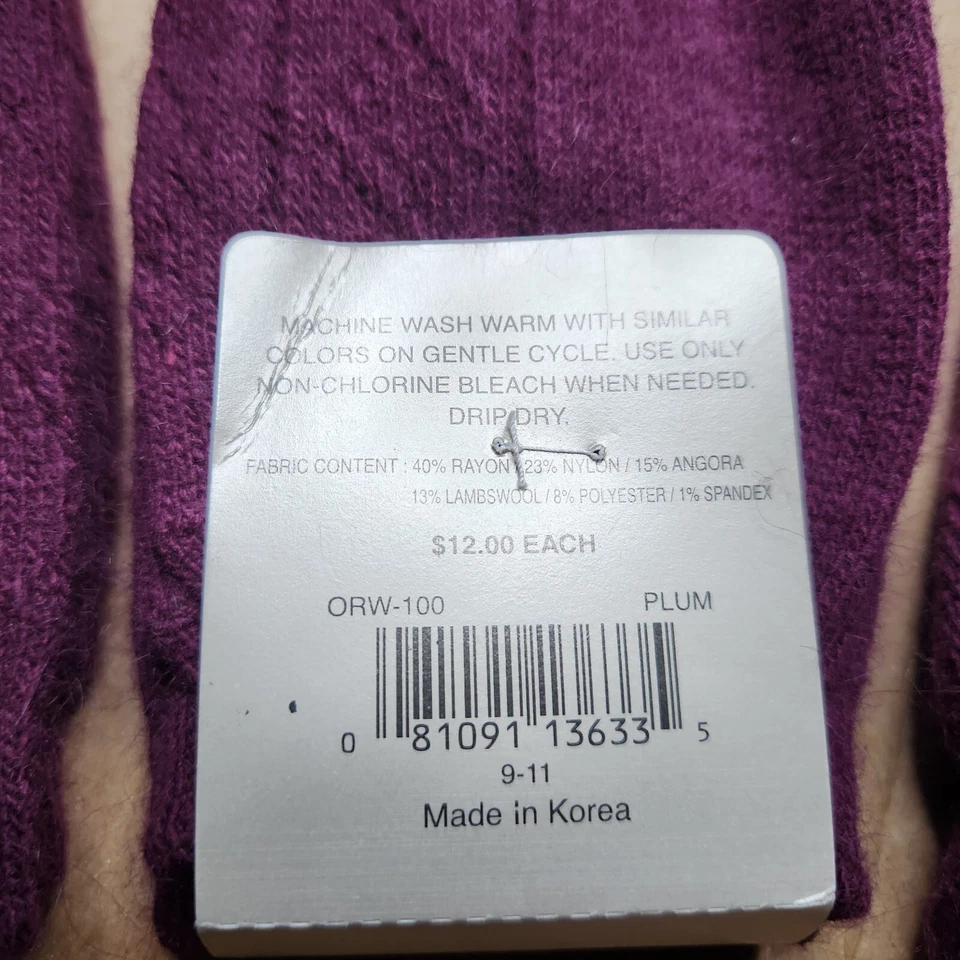 MACHINE WASH WARM WITH SIMILAR
COLORS ON GENTLE CYCLE. USE ONLY
NON-CHLORINE BLEACH WHEN NEEDED.
DRIP DRY.
FABRIC CONTENT : 40% RAYON / 23% NYLON / 15% ANGORA
13% LAMBSWOOL / 8% POLYESTER / 1% SPANDEX
$12.00 EACH
ORW-100 PLUM
0 81091 13633 5
9-11
Made in Korea